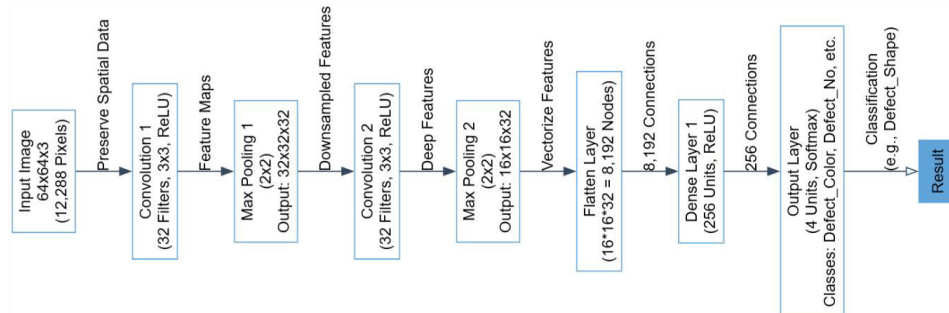 Input Image
64x64x3
(12,288 Pixels)
Preserve Spatial Data
Convolution 1
(32 Filters, 3x3, ReLU)
Feature Maps
Max Pooling 1
(2x2)
Output: 32x32x32
Downsampled Features
Convolution 2
(32 Filters, 3x3, ReLU)
Deep Features
Max Pooling 2
(2x2)
Output: 16x16x32
Vectorize Features
Flatten Layer
(16*16*32 = 8,192 Nodes)
8,192 Connections
Dense Layer 1
(256 Units, ReLU)
256 Connections
Output Layer
(4 Units, Softmax)
Classes: Defect_Color, Defect_No, etc.
Classification
(e.g., Defect_Shape)
Result